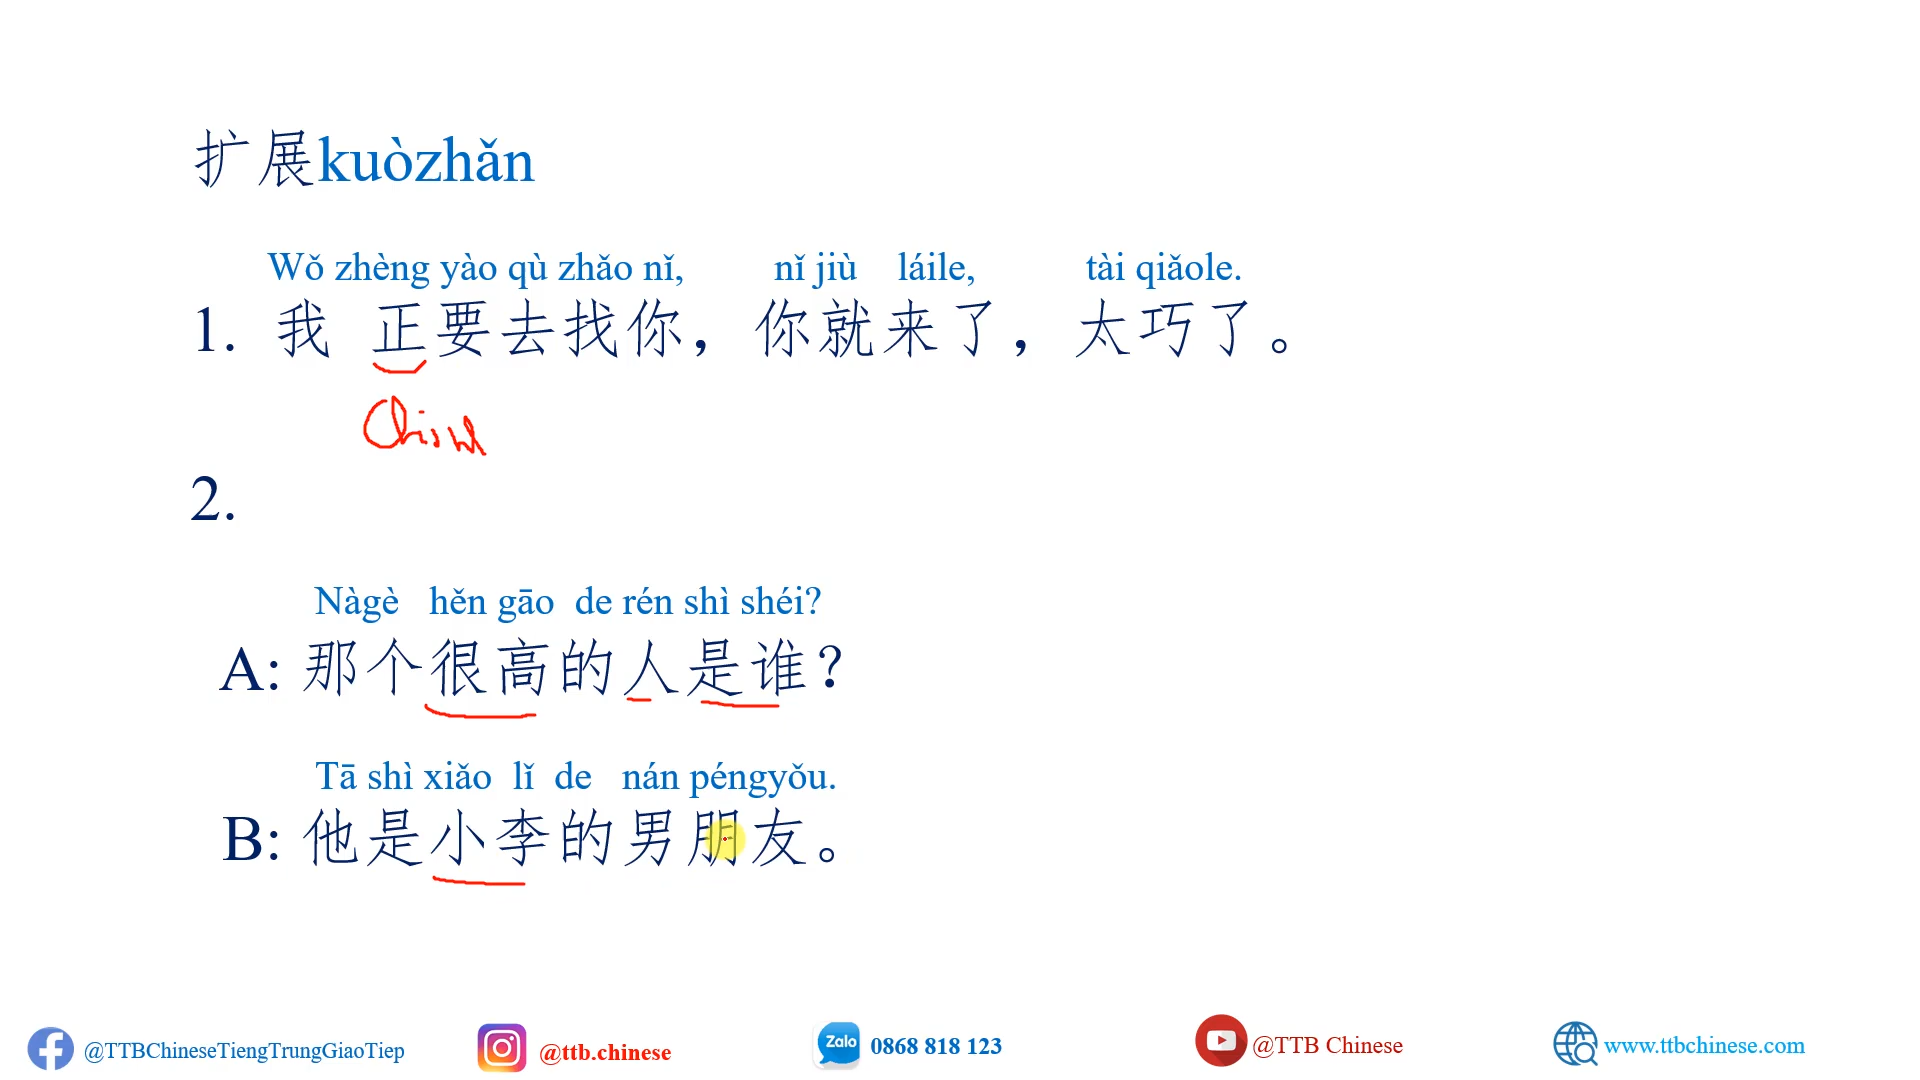 扩展kuòzhǎn
Wǒ zhèng yào qù zhǎo nǐ, nǐ jiù láile, tài qiǎole.
1. 我 正要去找你，你就来了，太巧了。
2.
Nàgè hěn gāo de rén shì shéi?
A: 那个很高的人是谁？
Tā shì xiǎo lǐ de nán péngyǒu.
B: 他是小李的男朋友。
@TTBChineseTiengTrungGiaoTiep @ttb.chinese Zalo 0868 818 123 @TTB Chinese www.ttbchinese.com